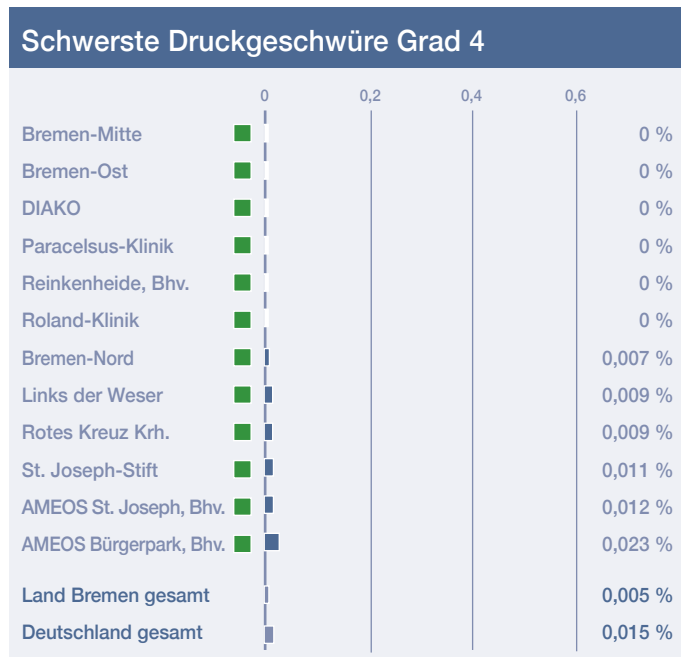 Schwerste Druckgeschwüre Grad 4
0 0,2 0,4 0,6
Bremen-Mitte 0 %
Bremen-Ost 0 %
DIAKO 0 %
Paracelsus-Klinik 0 %
Reinkenheide, Bhv. 0 %
Roland-Klinik 0 %
Bremen-Nord 0,007 %
Links der Weser 0,009 %
Rotes Kreuz Krh. 0,009 %
St. Joseph-Stift 0,011 %
AMEOS St. Joseph, Bhv. 0,012 %
AMEOS Bürgerpark, Bhv. 0,023 %
Land Bremen gesamt 0,005 %
Deutschland gesamt 0,015 %